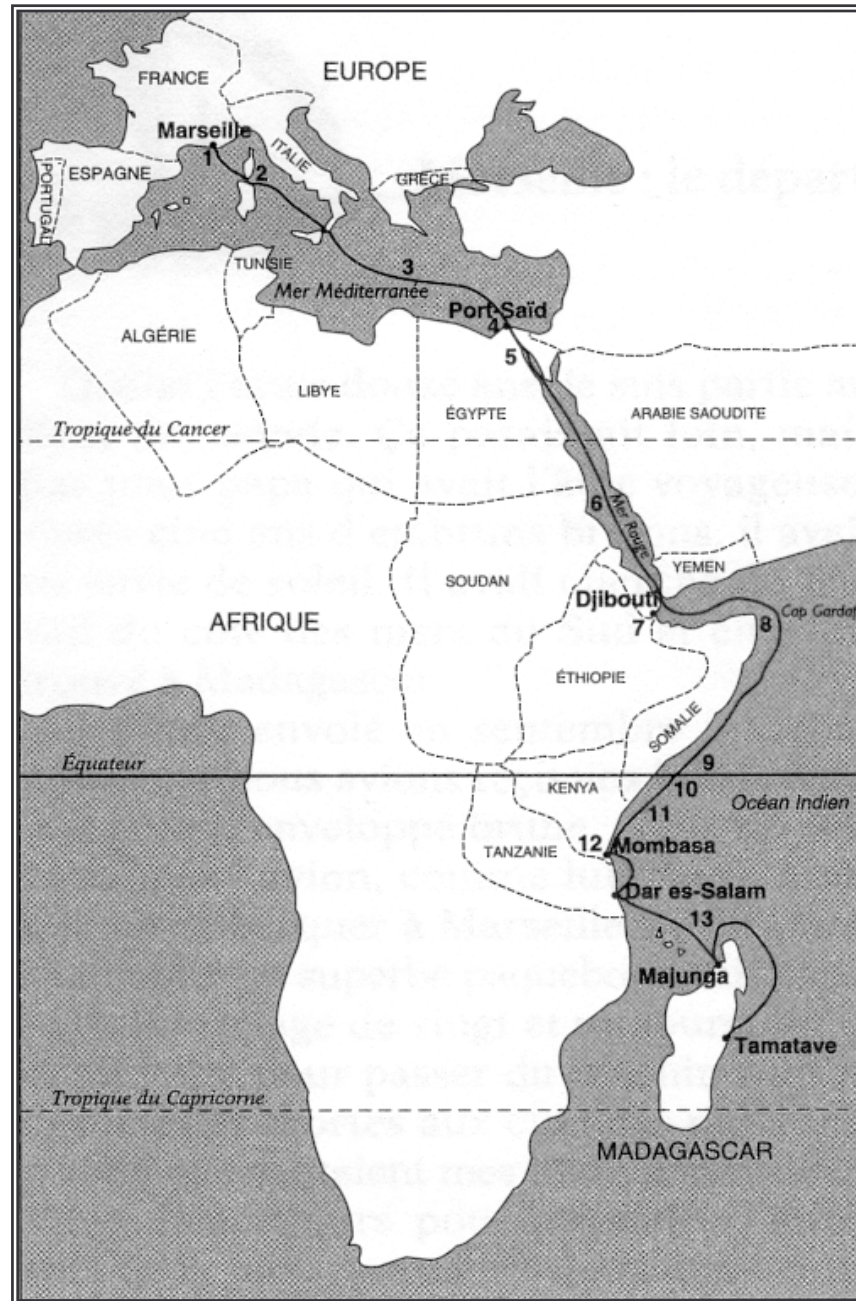 FRANCE
EUROPE
Marseille
1
ITALIE
ESPAGNE
2
PORTUGAL
GRÈCE
TUNISIE
3
Mer Méditerranée
Port-Saïd
4
ALGÉRIE
5
LIBYE
ÉGYPTE
ARABIE SAOUDITE
Tropique du Cancer
6
Mer Rouge
YEMEN
SOUDAN
Djibouti
Cap Gardaf
AFRIQUE
7
8
ÉTHIOPIE
SOMALIE
Équateur
9
KENYA
10
Océan Indien
11
TANZANIE
12
Mombasa
Dar es-Salam
13
Majunga
Tamatave
Tropique du Capricorne
MADAGASCAR